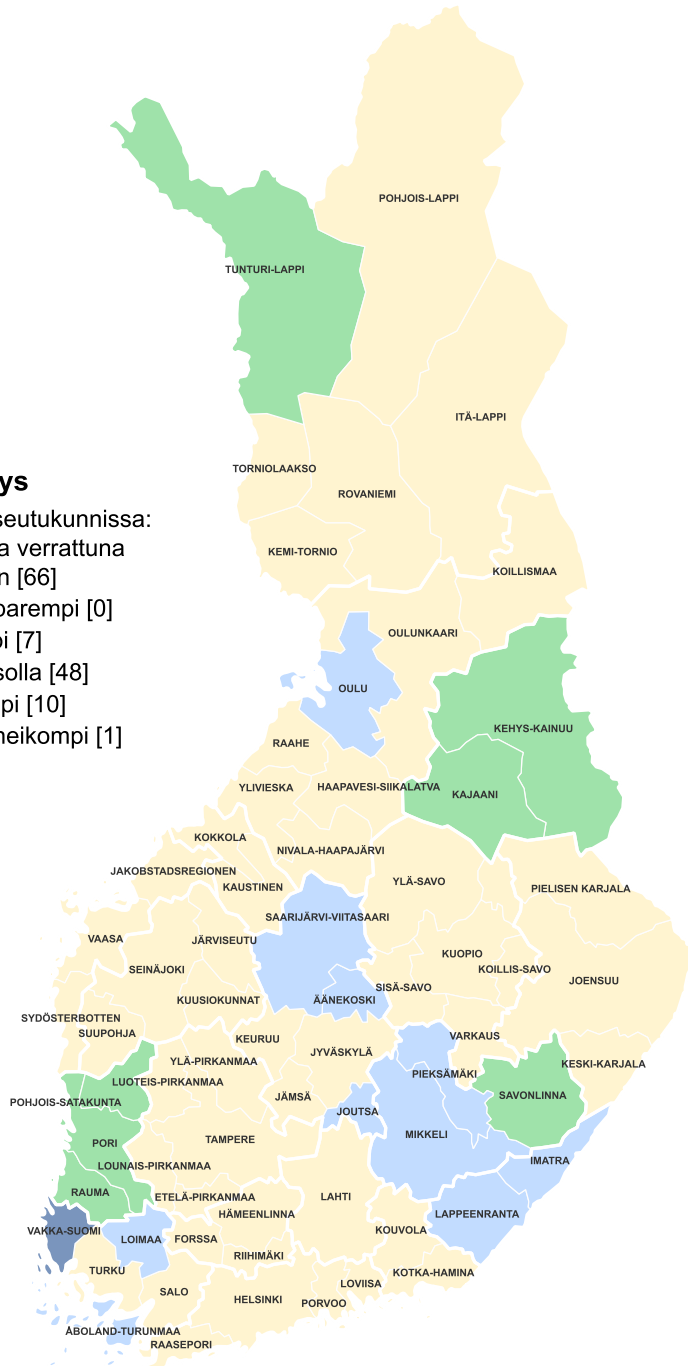 POHJOIS-LAPPI
TUNTURI-LAPPI
ITÄ-LAPPI
TORNIOLAAKSO
ys
ROVANIEMI
seutukunnissa:
a verrattuna
KEMI-TORNIO
KOILLISMAA
n [66]
parempi [0]
OULUNKAARI
i [7]
solla [48]
OULU
pi [10]
KEHYS-KAINUU
heikompi [1]
RAAHE
YLIVIESKA
HAAPAVESI-SIIKALATVA
KAJAANI
KOKKOLA
NIVALA-HAAPAJÄRVI
JAKOBSTADSREGIONEN
KAUSTINEN
YLÄ-SAVO
PIELISEN KARJALA
SAARIJÄRVI-VIITASAARI
VAASA
JÄRVISEUTU
KUOPIO
SEINÄJOKI
KOILLIS-SAVO
JOENSUU
SISÄ-SAVO
KUUSIOKUNNAT
ÄÄNEKOSKI
SYDÖSTERBOTTEN
SUUPOHJA
KEURUU
VARKAUS
JYVÄSKYLÄ
YLÄ-PIRKANMAA
KESKI-KARJALA
PIEKSÄMÄKI
LUOTEIS-PIRKANMAA
SAVONLINNA
JÄMSÄ
POHJOIS-SATAKUNTA
JOUTSA
MIKKELI
TAMPERE
PORI
IMATRA
LOUNAIS-PIRKANMAA
RAUMA
ETELÄ-PIRKANMAA
LAHTI
HÄMEENLINNA
LAPPEENRANTA
VAKKA-SUOMI
KOUVOLA
LOIMAA
FORSSA
RIIHIMÄKI
TURKU
KOTKA-HAMINA
LOVIISA
SALO
HELSINKI
PORVOO
ÅBOLAND-TURUNMAA
RAASEPORI